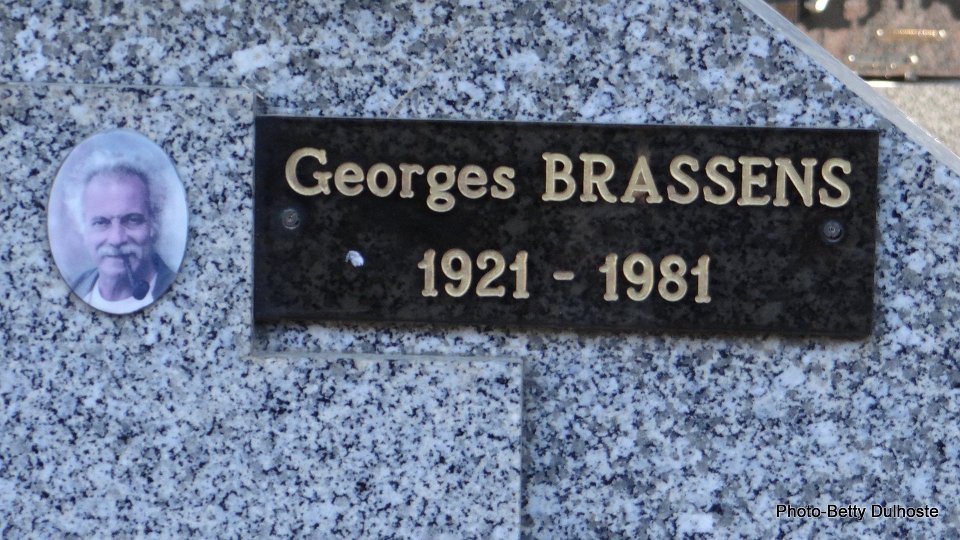 Georges BRASSENS
1921 - 1981
Photo-Betty Dulhoste